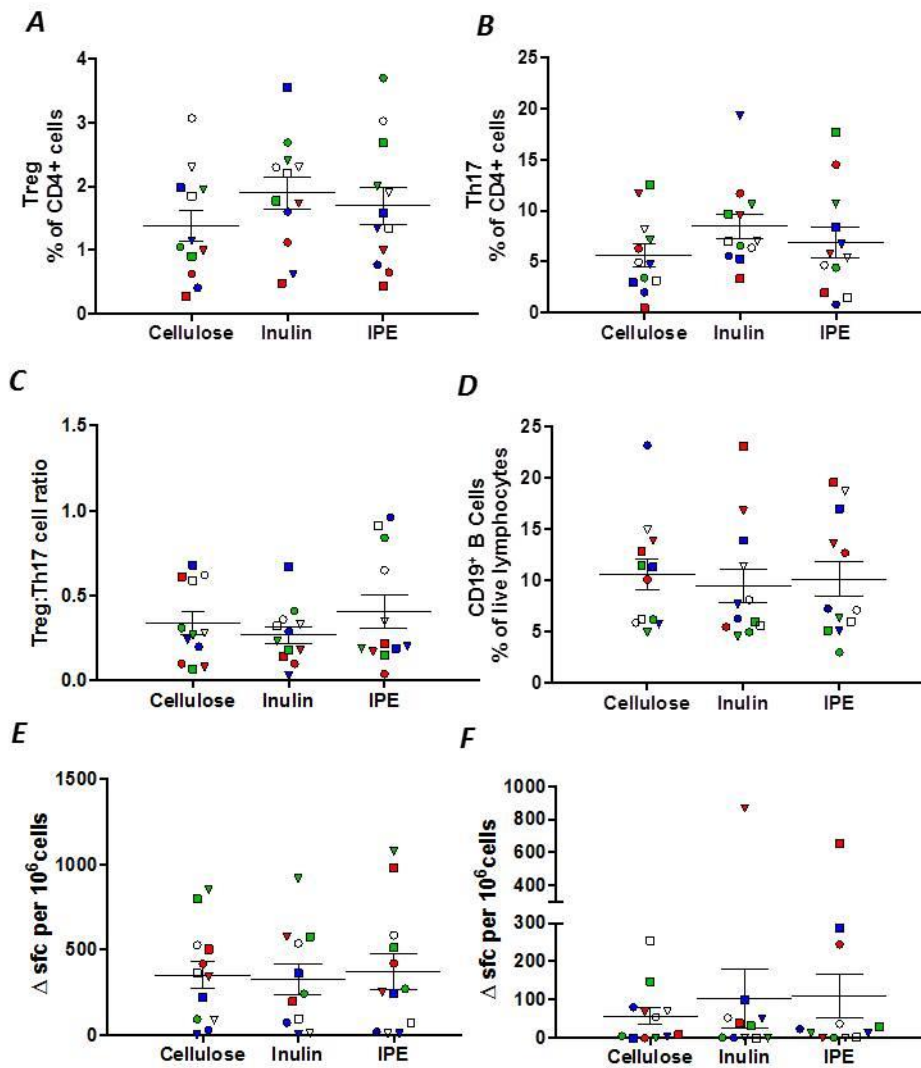 A
Treg
% of CD4+ cells
4
3
2
1
0
Cellulose Inulin IPE
B
Th17
% of CD4+ cells
25
20
15
10
5
0
Cellulose Inulin IPE
C
Treg:Th17 cell ratio
1.5
1.0
0.5
0.0
Cellulose Inulin IPE
D
CD19+ B Cells
% of live lymphocytes
25
20
15
10
5
0
Cellulose Inulin IPE
E
Δ sfc per 10⁶cells
1500
1000
500
0
Cellulose Inulin IPE
F
Δ sfc per 10⁶cells
1000
800
600
400
200
100
0
Cellulose Inulin IPE